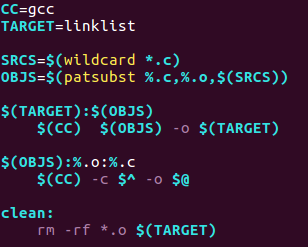 CC=gcc
TARGET=linklist
SRCS=$(wildcard *.c)
OBJS=$(patsubst %.c,%.o,$(SRCS))
$(TARGET):$(OBJS)
$(CC)  $(OBJS) -o $(TARGET)
$(OBJS):%.o:%.c
$(CC) -c $^ -o $@
clean:
rm -rf *.o $(TARGET)